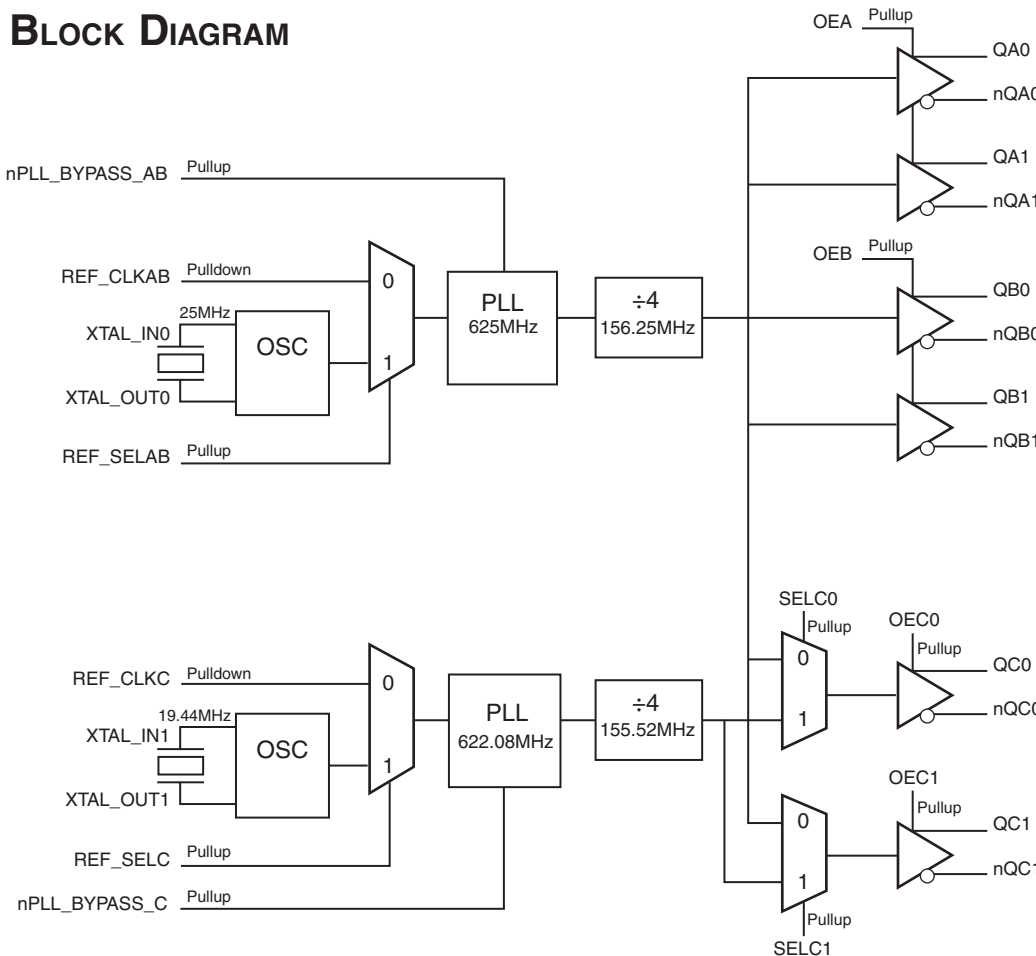 BLOCK DIAGRAM
OEA Pullup
QA0
nQA0
QA1
nQA1
nPLL_BYPASS_AB Pullup
OEB Pullup
REF_CLKAB Pulldown
0
QB0
nQB0
25MHz
XTAL_IN0
OSC
XTAL_OUT0
1
PLL
625MHz
÷4
156.25MHz
QB1
nQB1
REF_SELAB Pullup
SELC0
Pullup
OEC0
Pullup
REF_CLKC Pulldown
0
0
QC0
nQC0
19.44MHz
XTAL_IN1
OSC
XTAL_OUT1
1
PLL
622.08MHz
÷4
155.52MHz
1
OEC1
Pullup
0
QC1
nQC1
REF_SELC Pullup
1
nPLL_BYPASS_C Pullup
Pullup
SELC1